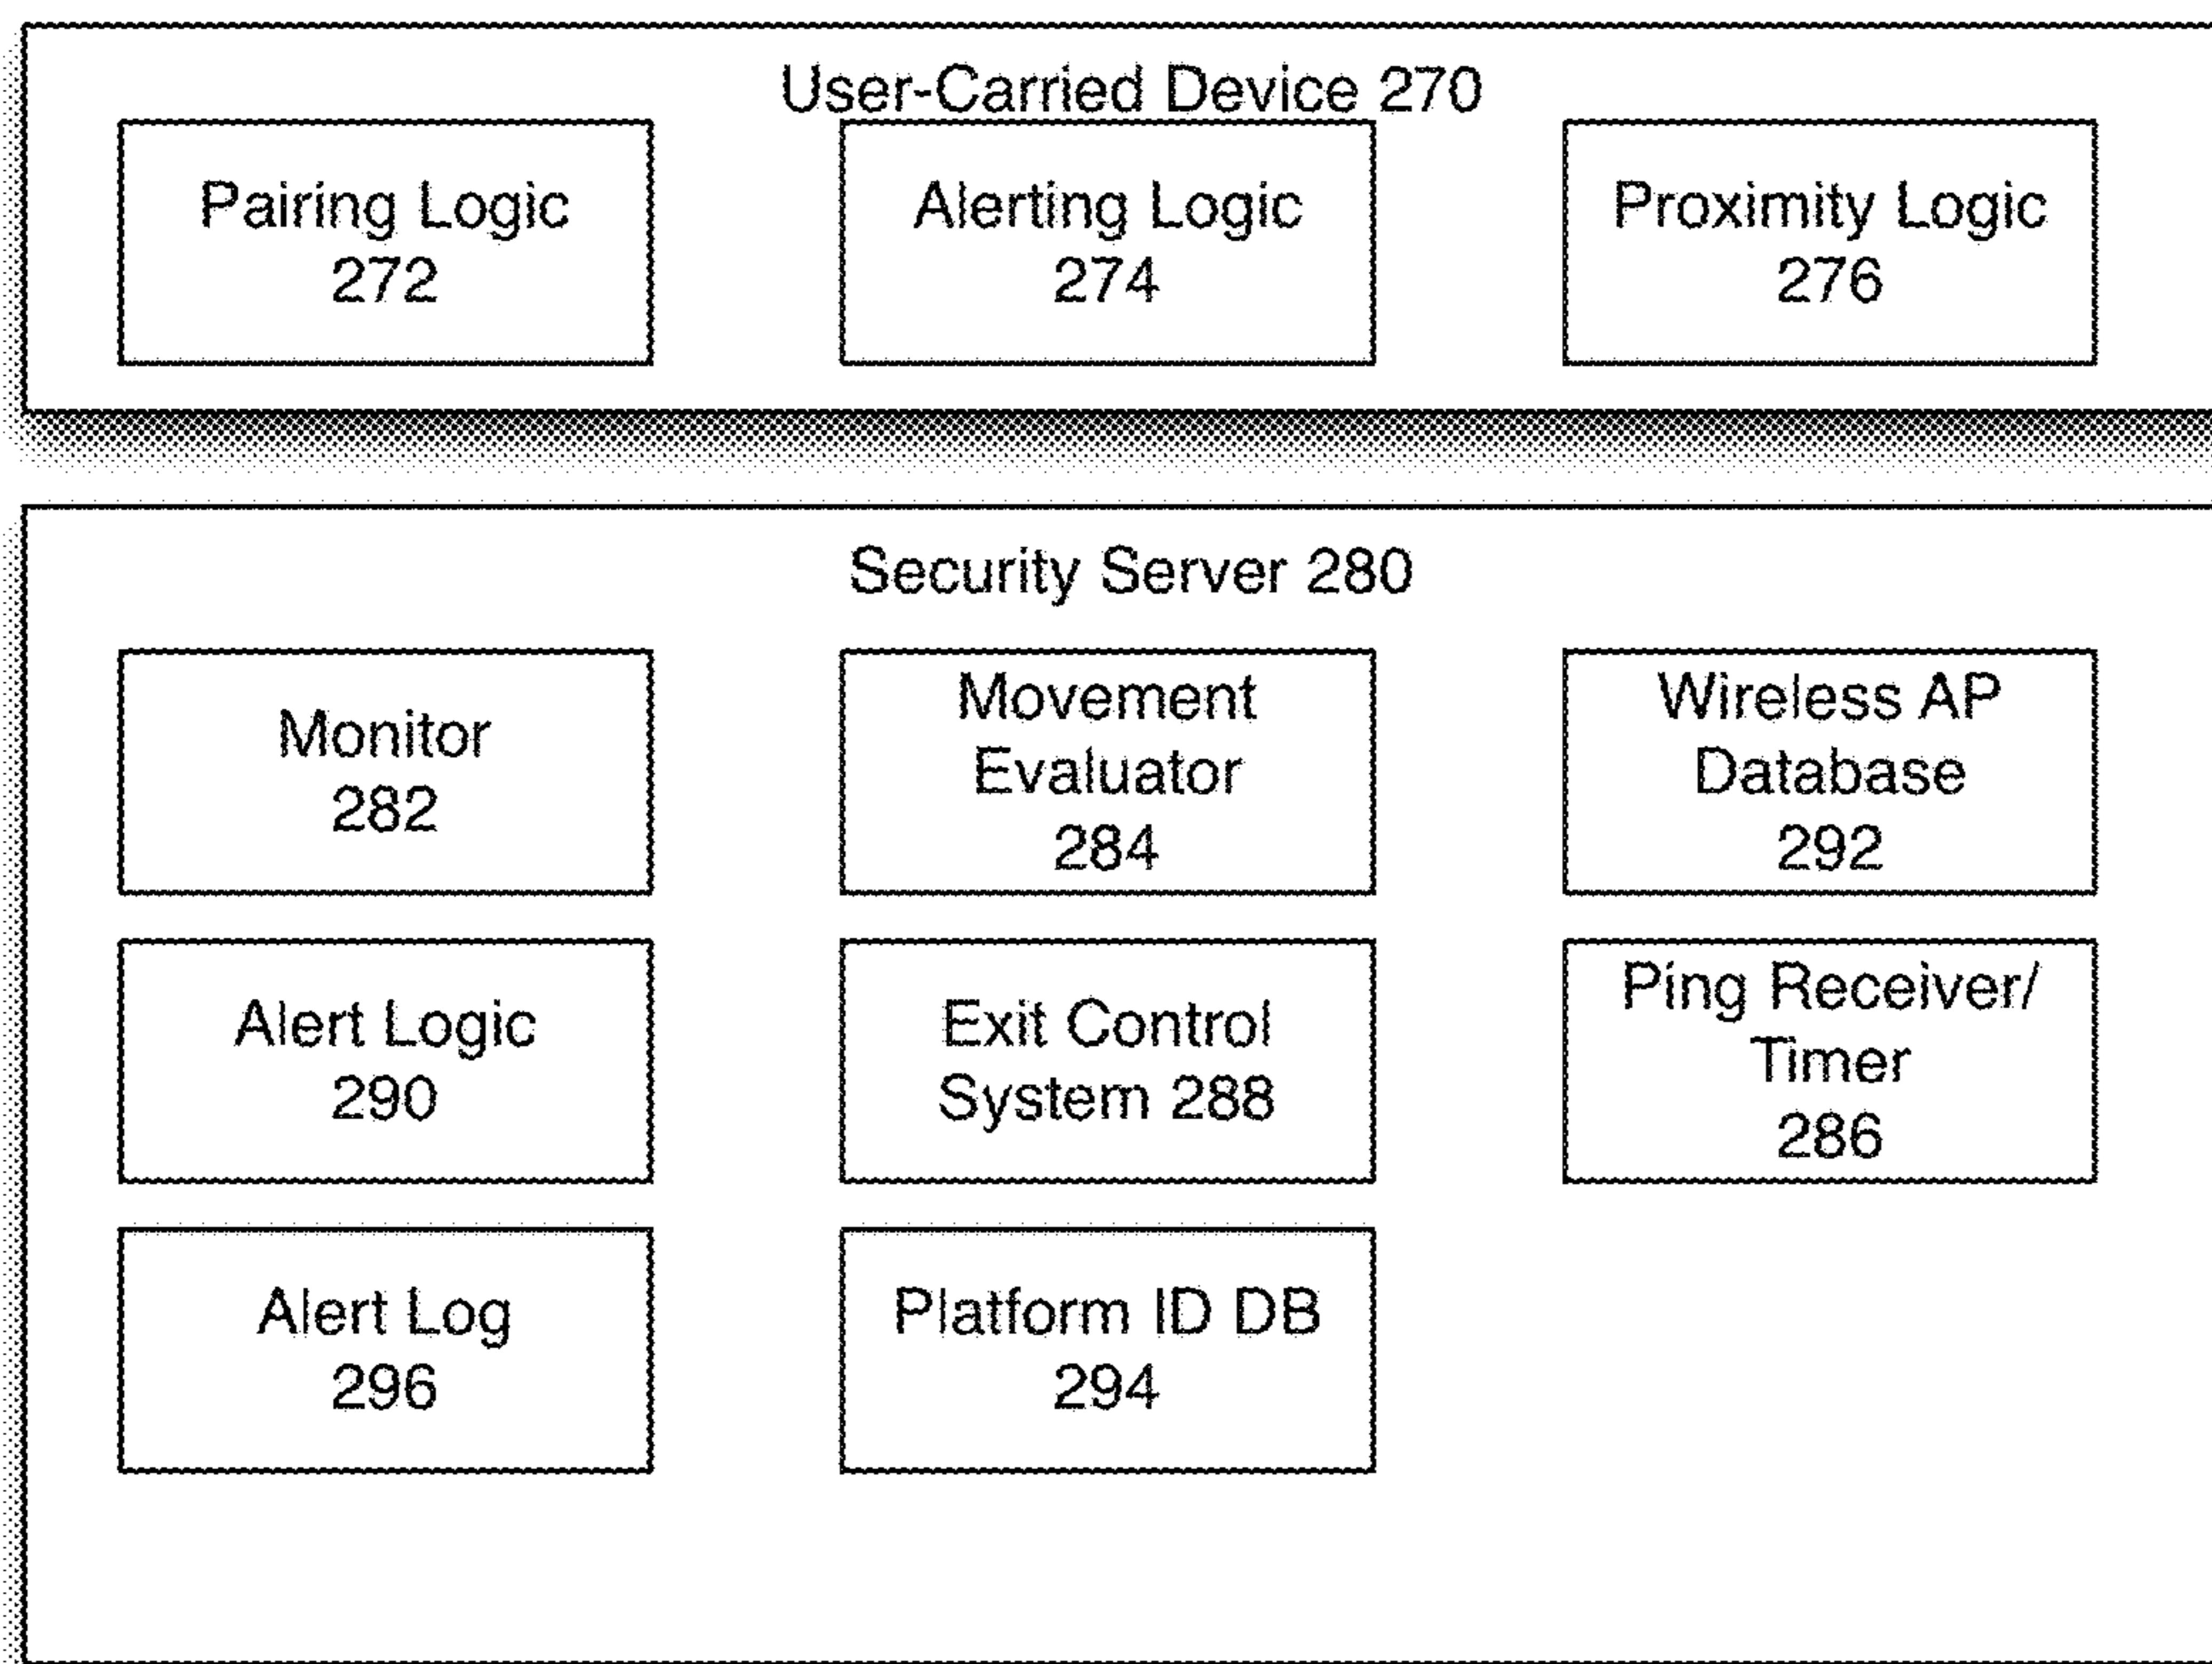 User-Carried Device 270
Pairing Logic
272
Alerting Logic
274
Proximity Logic
276
Security Server 280
Monitor
282
Movement
Evaluator
284
Wireless AP
Database
292
Alert Logic
290
Exit Control
System 288
Ping Receiver/
Timer
286
Alert Log
296
Platform ID DB
294